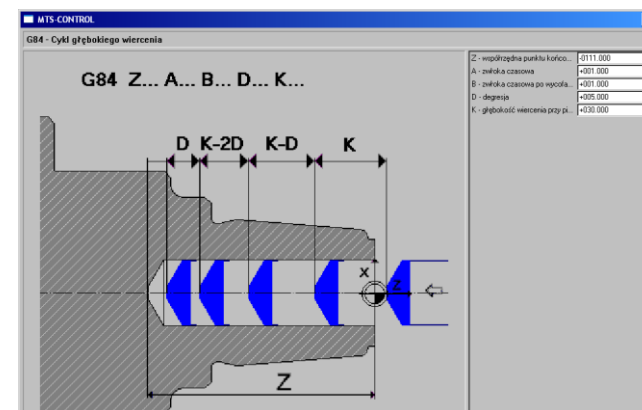 MTS-CONTROL
G84 - Cykl głębokiego wiercenia
G84 Z... A... B... D... K...
D K-2D K-D K
X
Z
Z
Z - współrzędna punktu końco... -0111.000
A - zwłoka czasowa +001.000
B - zwłoka czasowa po wycofa... +001.000
D - degresja +005.000
K - głębokość wiercenia przy pi... +030.000